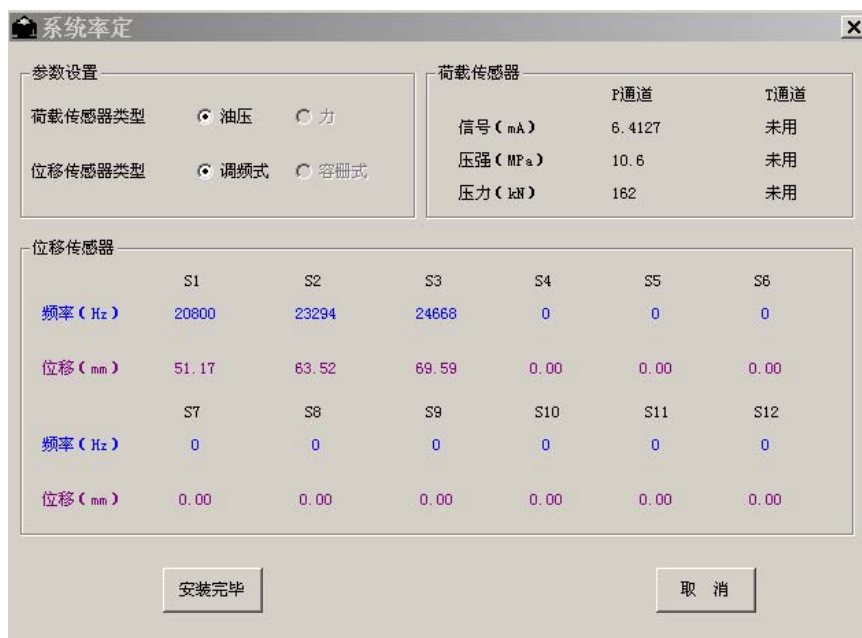 系统率定
参数设置
荷载传感器类型 油压 力
位移传感器类型 调频式 容栅式
荷载传感器
P通道 T通道
信号(mA) 6.4127 未用
压强(MPa) 10.6 未用
压力(kN) 162 未用
位移传感器
S1 S2 S3 S4 S5 S6
频率(Hz) 20800 23294 24668 0 0 0
位移(mm) 51.17 63.52 69.59 0.00 0.00 0.00
S7 S8 S9 S10 S11 S12
频率(Hz) 0 0 0 0 0 0
位移(mm) 0.00 0.00 0.00 0.00 0.00 0.00
安装完毕 取 消